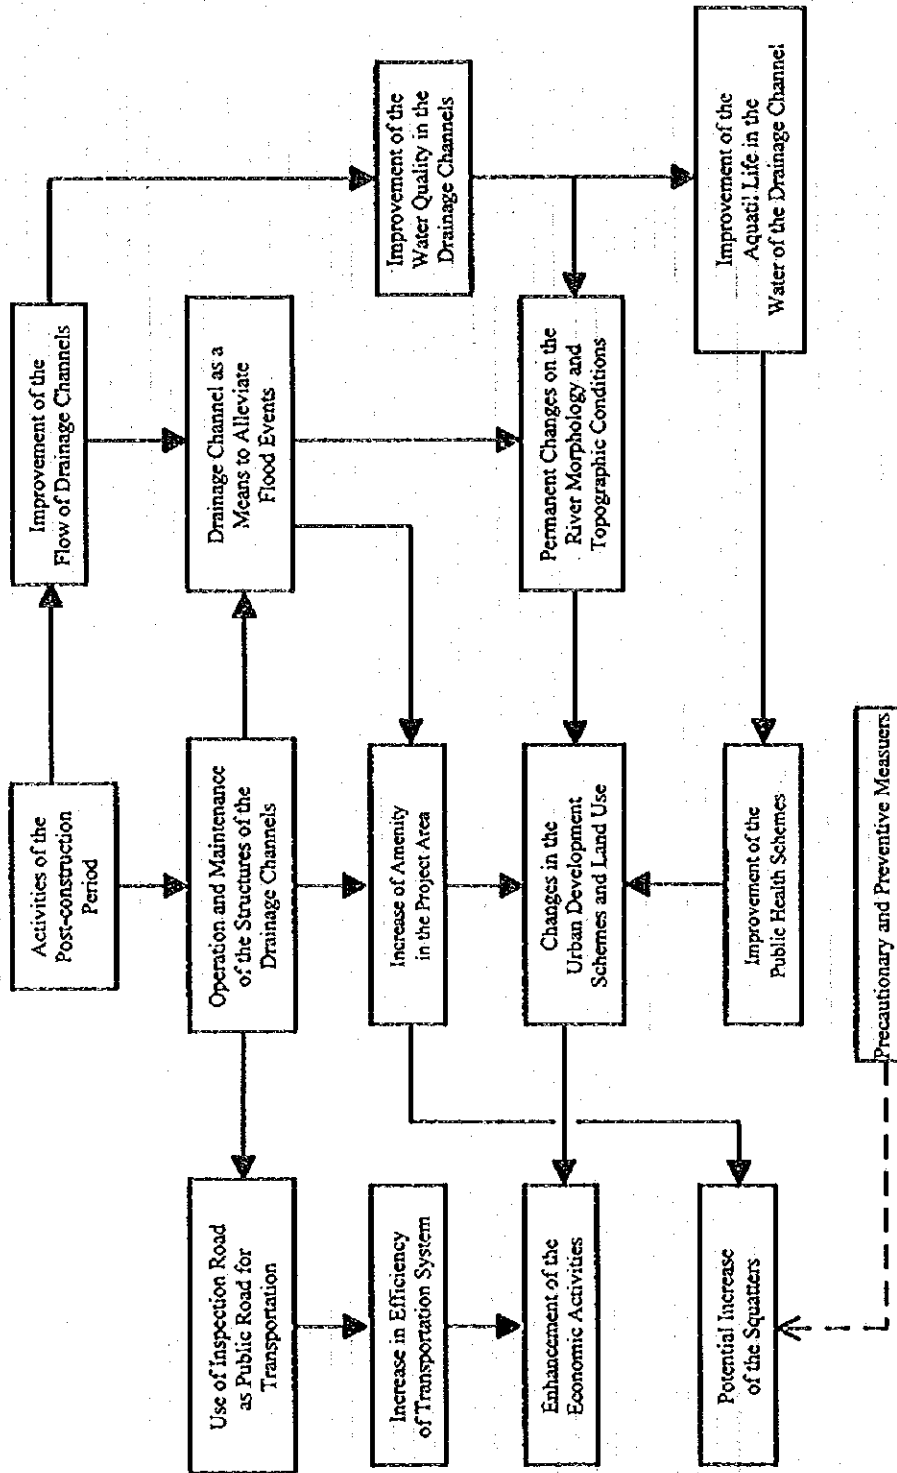 Activities of the
Post-construction
Period
Improvement of the
Flow of Drainage Channels
Use of Inspection Road
as Public Road for
Transportation
Operation and Maintenance
of the Structures of the
Drainage Channels
Drainage Channel as a
Means to Alleviate
Flood Events
Increase in Efficiency
of Transportation System
Increase of Amenity
in the Project Area
Improvement of the
Water Quality in the
Drainage Channels
Enhancement of the
Economic Activities
Changes in the
Urban Development
Schemes and Land Use
Permanent Changes on the
River Morphology and
Topographic Conditions
Potential Increase
of the Squatters
Improvement of the
Public Health Schemes
Improvement of the
Aquati! Life in the
Water of the Drainage Channel
Precautionary and Preventive Measuers